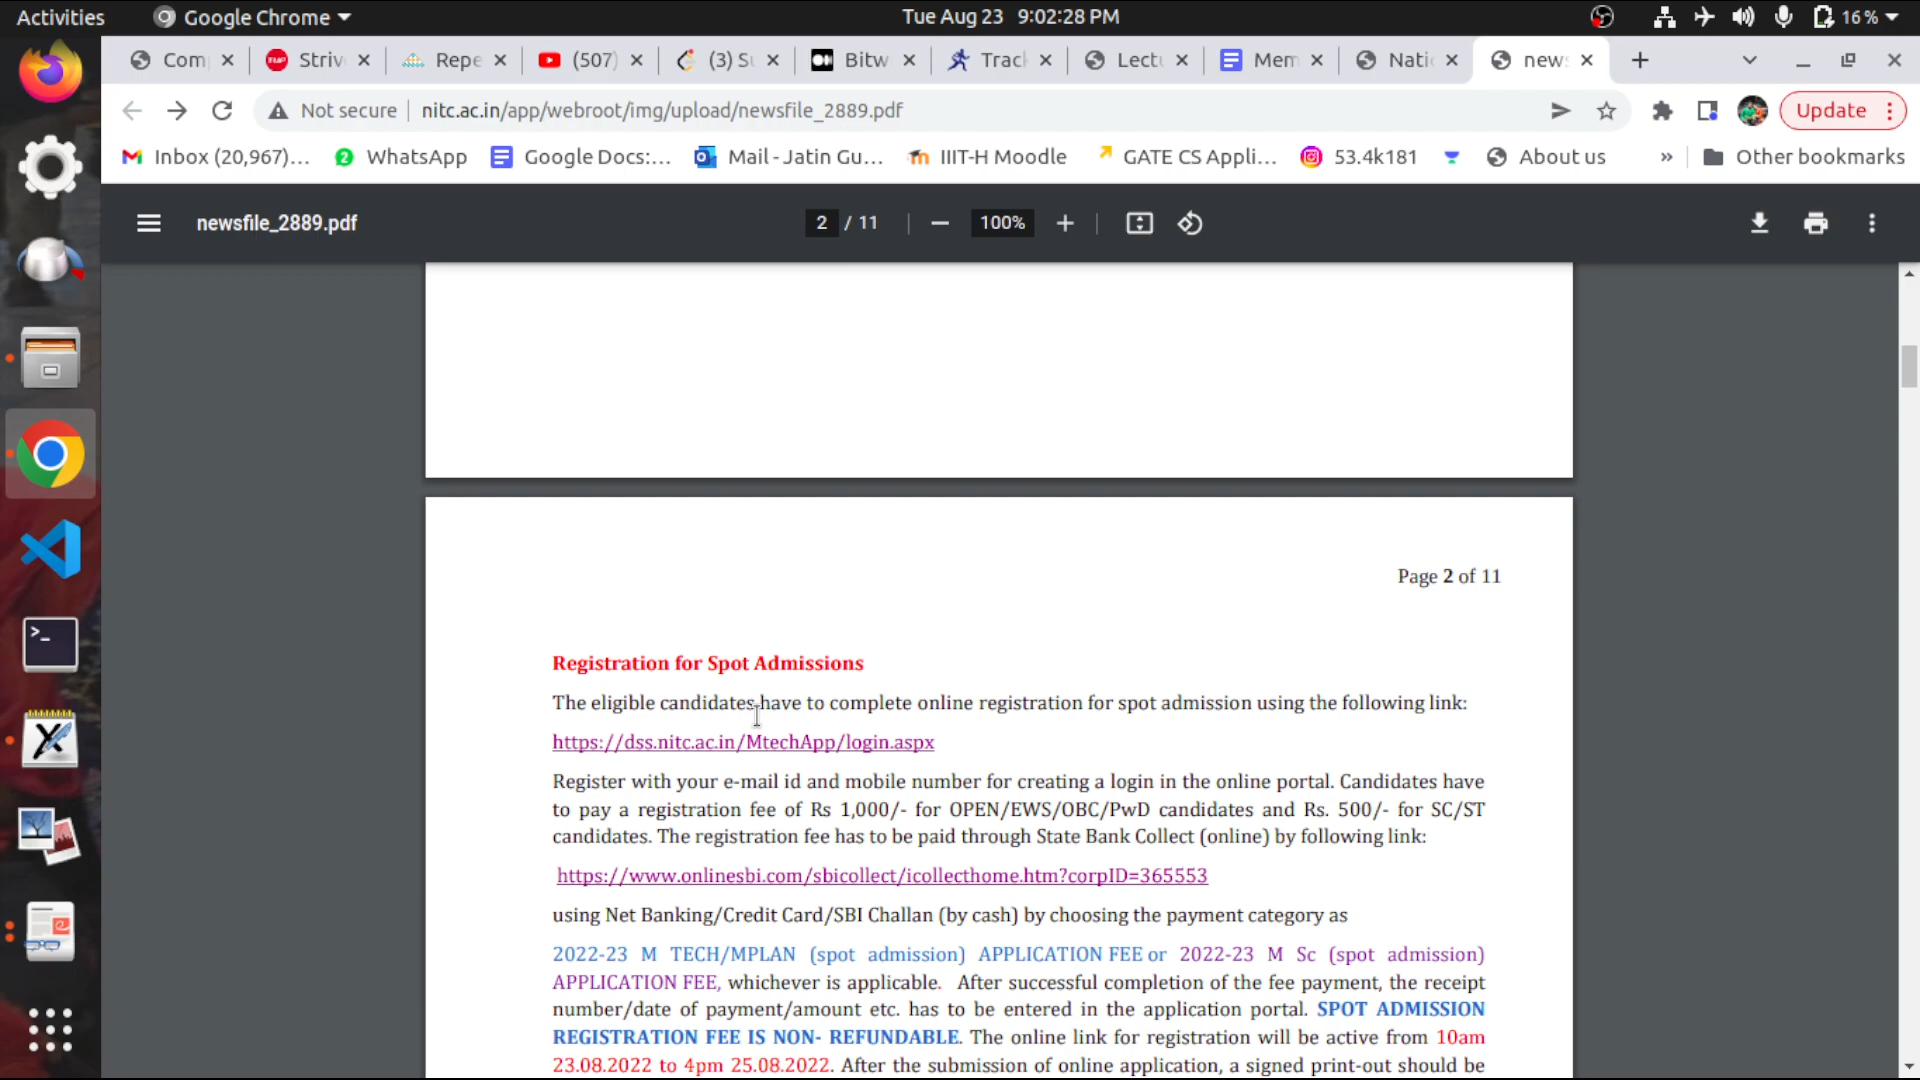 Activities Google Chrome Tue Aug 23 9:02:28 PM 16 %
Com Strive Repe (507) (3) Su Bitw Track Lectu Mem Natio news
Not secure nitc.ac.in/app/webroot/img/upload/newsfile_2889.pdf Update
Inbox (20,967)... WhatsApp Google Docs:... Mail - Jatin Gu... IIIT-H Moodle GATE CS Appli... 53.4k181 About us » Other bookmarks
newsfile_2889.pdf 2 / 11 100%
Page 2 of 11
Registration for Spot Admissions
The eligible candidates have to complete online registration for spot admission using the following link:
https://dss.nitc.ac.in/MtechApp/login.aspx
Register with your e-mail id and mobile number for creating a login in the online portal. Candidates have
to pay a registration fee of Rs 1,000/- for OPEN/EWS/OBC/PwD candidates and Rs. 500/- for SC/ST
candidates. The registration fee has to be paid through State Bank Collect (online) by following link:
https://www.onlinesbi.com/sbicollect/icollecthome.htm?corpID=365553
using Net Banking/Credit Card/SBI Challan (by cash) by choosing the payment category as
2022-23 M TECH/MPLAN (spot admission) APPLICATION FEE or 2022-23 M Sc (spot admission)
APPLICATION FEE, whichever is applicable. After successful completion of the fee payment, the receipt
number/date of payment/amount etc. has to be entered in the application portal. SPOT ADMISSION
REGISTRATION FEE IS NON- REFUNDABLE. The online link for registration will be active from 10am
23.08.2022 to 4pm 25.08.2022. After the submission of online application, a signed print-out should be